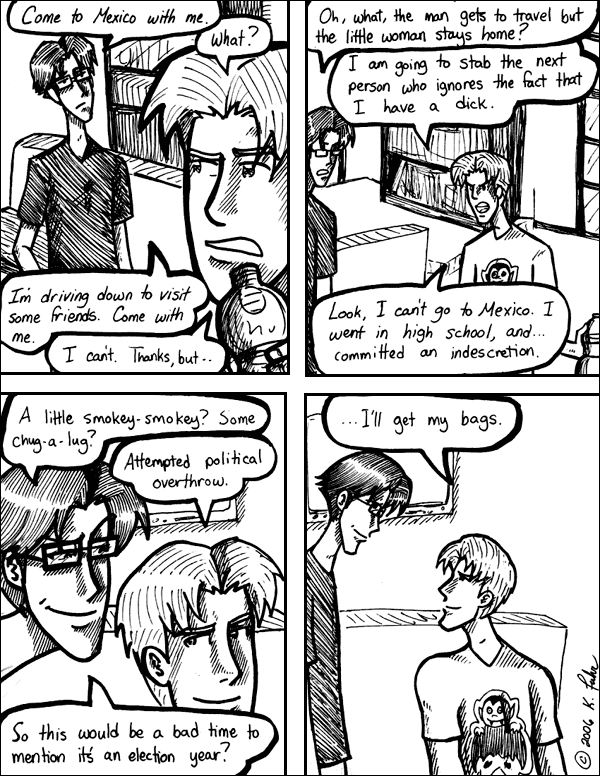 Come to Mexico with me.
What?
I'm driving down to visit
some friends. Come with
me.
I can't. Thanks, but--
Oh, what, the man gets to travel but
the little woman stays home?
I am going to stab the next
person who ignores the fact that
I have a dick.
Look, I can't go to Mexico. I
went in high school, and...
committed an indescretion.
A little smokey-smokey? Some
chug-a-lug?
Attempted political
overthrow.
So this would be a bad time to
mention it's an election year?
...I'll get my bags.
© 2006 K.